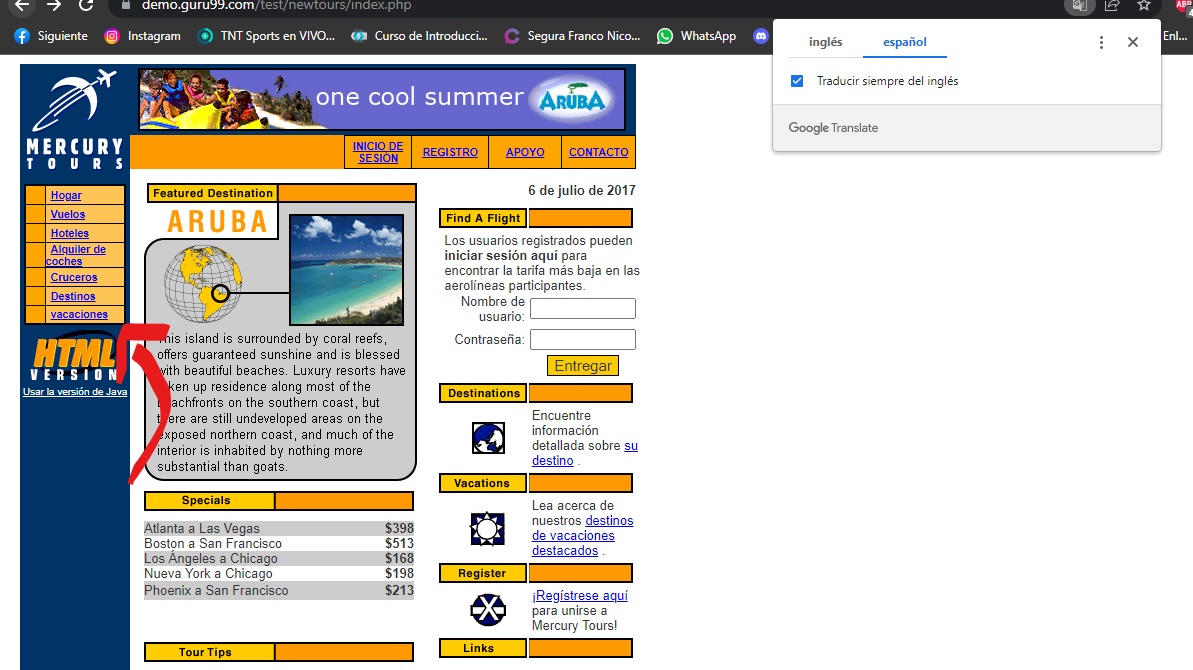 demo.guru99.com/test/newtours/index.php
Siguiente
Instagram
TNT Sports en VIVO...
Curso de Introducci...
Segura Franco Nico...
WhatsApp
Enl...
ABP
inglés
español
Traducir siempre del inglés
Google Translate
MERCURY
TOURS
one cool summer
ARUBA
INICIO DE
SESIÓN
REGISTRO
APOYO
CONTACTO
Hogar
Vuelos
Hoteles
Alquiler de
coches
Cruceros
Destinos
vacaciones
HTML
VERSION
Usar la versión de Java
Featured Destination
ARUBA
This island is surrounded by coral reefs,
offers guaranteed sunshine and is blessed
with beautiful beaches. Luxury resorts have
taken up residence along most of the
beachfronts on the southern coast, but
there are still undeveloped areas on the
exposed northern coast, and much of the
interior is inhabited by nothing more
substantial than goats.
Specials
Atlanta a Las Vegas $398
Boston a San Francisco $513
Los Ángeles a Chicago $168
Nueva York a Chicago $198
Phoenix a San Francisco $213
Tour Tips
6 de julio de 2017
Find A Flight
Los usuarios registrados pueden
iniciar sesión aquí para
encontrar la tarifa más baja en las
aerolíneas participantes.
Nombre de
usuario:
Contraseña:
Entregar
Destinations
Encuentre
información
detallada sobre su
destino .
Vacations
Lea acerca de
nuestros destinos
de vacaciones
destacados .
Register
¡Regístrese aquí
para unirse a
Mercury Tours!
Links